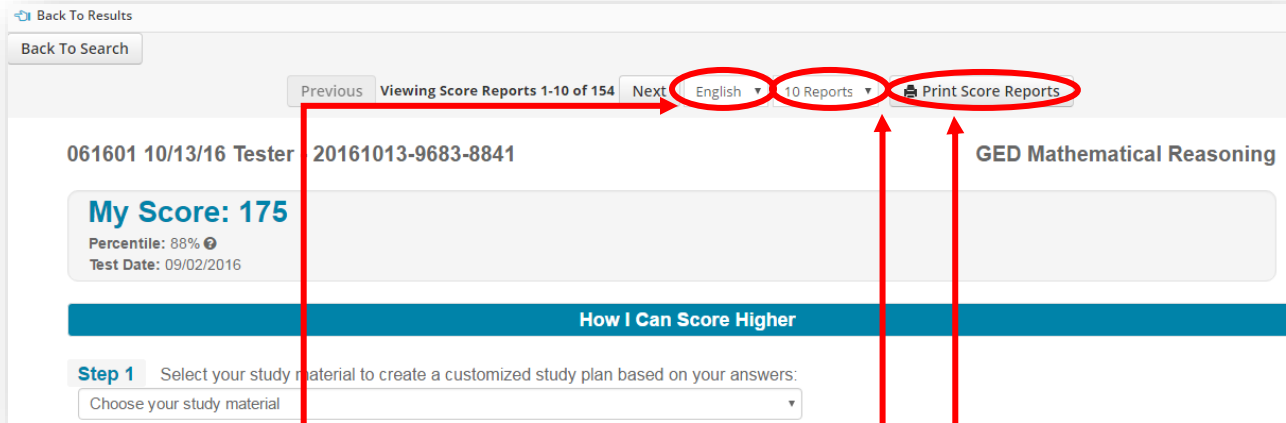 Back To Results
Back To Search
Previous Viewing Score Reports 1-10 of 154 Next English 10 Reports Print Score Reports
061601 10/13/16 Tester - 20161013-9683-8841 GED Mathematical Reasoning
My Score: 175
Percentile: 88%
Test Date: 09/02/2016
How I Can Score Higher
Step 1 Select your study material to create a customized study plan based on your answers:
Choose your study material